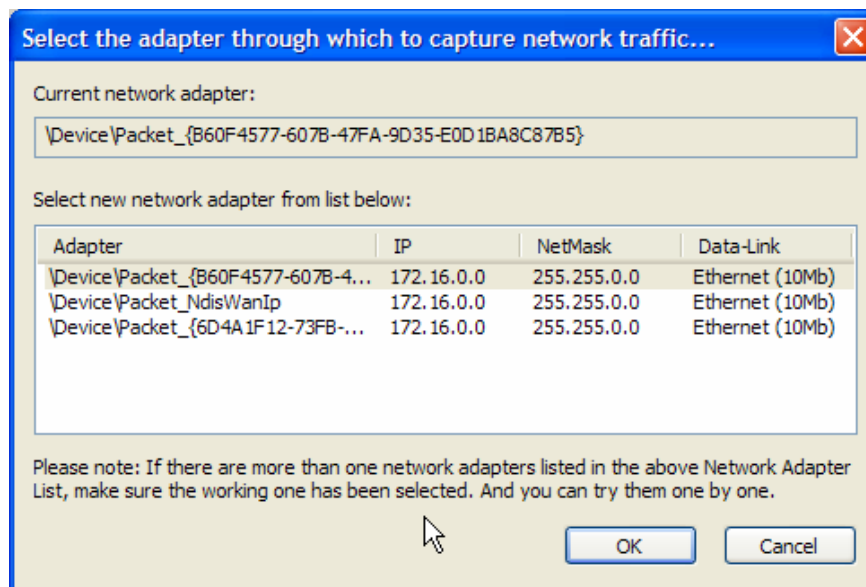 Select the adapter through which to capture network traffic...
Current network adapter:
\Device\Packet_{B60F4577-607B-47FA-9D35-E0D1BA8C87B5}
Select new network adapter from list below:
Adapter IP NetMask Data-Link
\Device\Packet_{B60F4577-607B-4... 172.16.0.0 255.255.0.0 Ethernet (10Mb)
\Device\Packet_NdisWanIp 172.16.0.0 255.255.0.0 Ethernet (10Mb)
\Device\Packet_{6D4A1F12-73FB-... 172.16.0.0 255.255.0.0 Ethernet (10Mb)
Please note: If there are more than one network adapters listed in the above Network Adapter
List, make sure the working one has been selected. And you can try them one by one.
OK Cancel